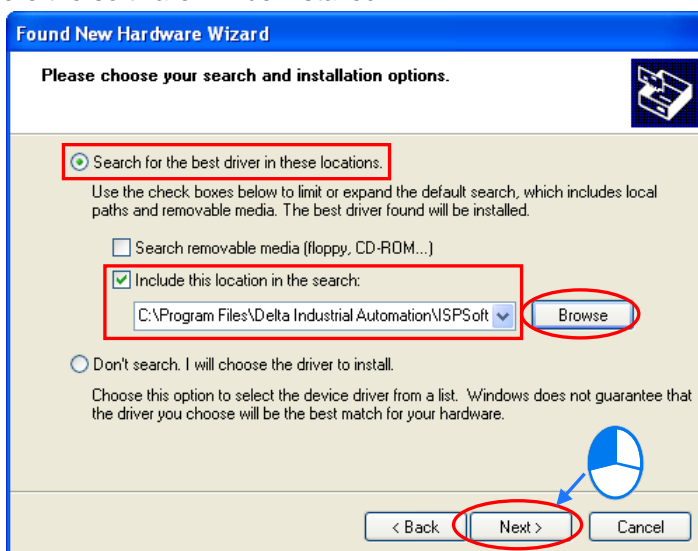 Found New Hardware Wizard
Please choose your search and installation options.
Search for the best driver in these locations.
Use the check boxes below to limit or expand the default search, which includes local
paths and removable media. The best driver found will be installed.
Search removable media (floppy, CD-ROM...)
Include this location in the search:
C:\Program Files\Delta Industrial Automation\ISPSoft
Browse
Don't search. I will choose the driver to install.
Choose this option to select the device driver from a list. Windows does not guarantee that
the driver you choose will be the best match for your hardware.
< Back
Next >
Cancel